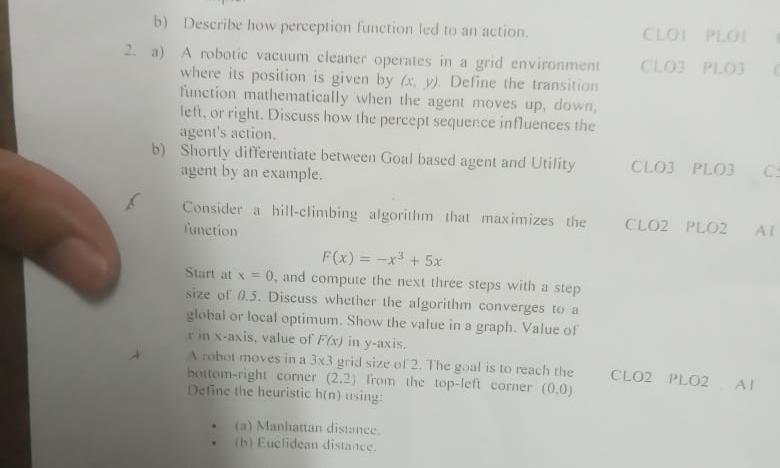 b) Describe how perception function led to an action. CLO1 PLO1
2. a) A robotic vacuum cleaner operates in a grid environment CLO3 PLO3
where its position is given by (x, y). Define the transition
function mathematically when the agent moves up, down,
left, or right. Discuss how the percept sequence influences the
agent's action.
b) Shortly differentiate between Goal based agent and Utility CLO3 PLO3
agent by an example.
Consider a hill-climbing algorithm that maximizes the CLO2 PLO2 A1
function
F(x) = −x³ + 5x
Start at x = 0, and compute the next three steps with a step
size of 0.5. Discuss whether the algorithm converges to a
global or local optimum. Show the value in a graph. Value of
x in x-axis, value of F(x) in y-axis.
A robot moves in a 3x3 grid size of 2. The goal is to reach the CLO2 PLO2 A1
bottom-right corner (2,2) from the top-left corner (0,0)
Define the heuristic h(n) using:
• (a) Manhattan distance.
• (b) Euclidean distance.